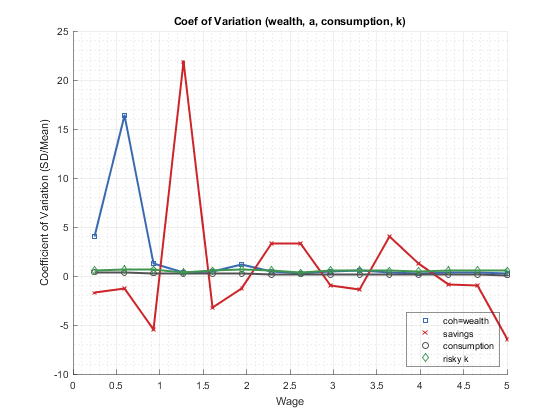 Coef of Variation (wealth, a, consumption, k)
25
20
15
10
5
0
-5
-10
Coefficient of Variation (SD/Mean)
0 0.5 1 1.5 2 2.5 3 3.5 4 4.5 5
Wage
coh=wealth
savings
consumption
risky k